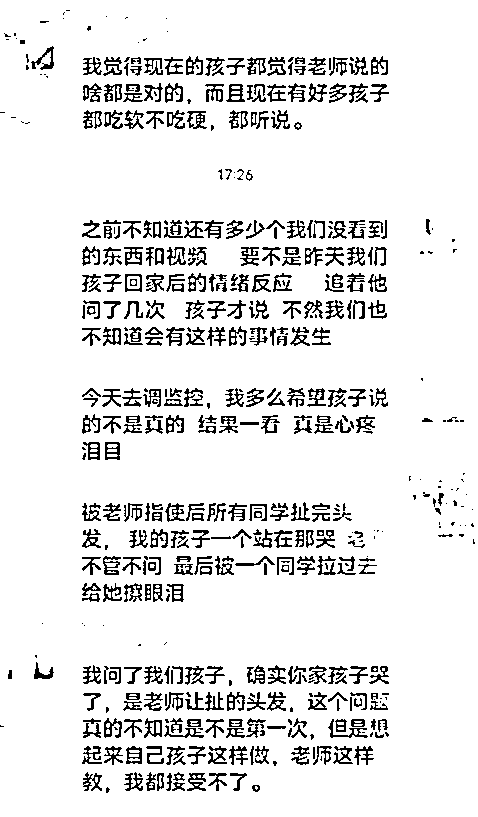 我觉得现在的孩子都觉得老师说的
啥都是对的，而且现在有好多孩子
都吃软不吃硬，都听说。
17:26
之前不知道还有多少个我们没看到
的东西和视频 要不是昨天我们
孩子回家后的情绪反应 追着他
问了几次 孩子才说 不然我们也
不知道会有这样的事情发生
今天去调监控，我多么希望孩子说
的不是真的 结果一看 真是心疼
泪目
被老师指使后所有同学扯完头
发， 我的孩子一个站在那哭 老
不管不问 最后被一个同学拉过去
给她擦眼泪
我问了我们孩子，确实你家孩子哭
了，是老师让扯的头发，这个问题
真的不知道是不是第一次，但是想
起来自己孩子这样做，老师这样
教，我都接受不了。